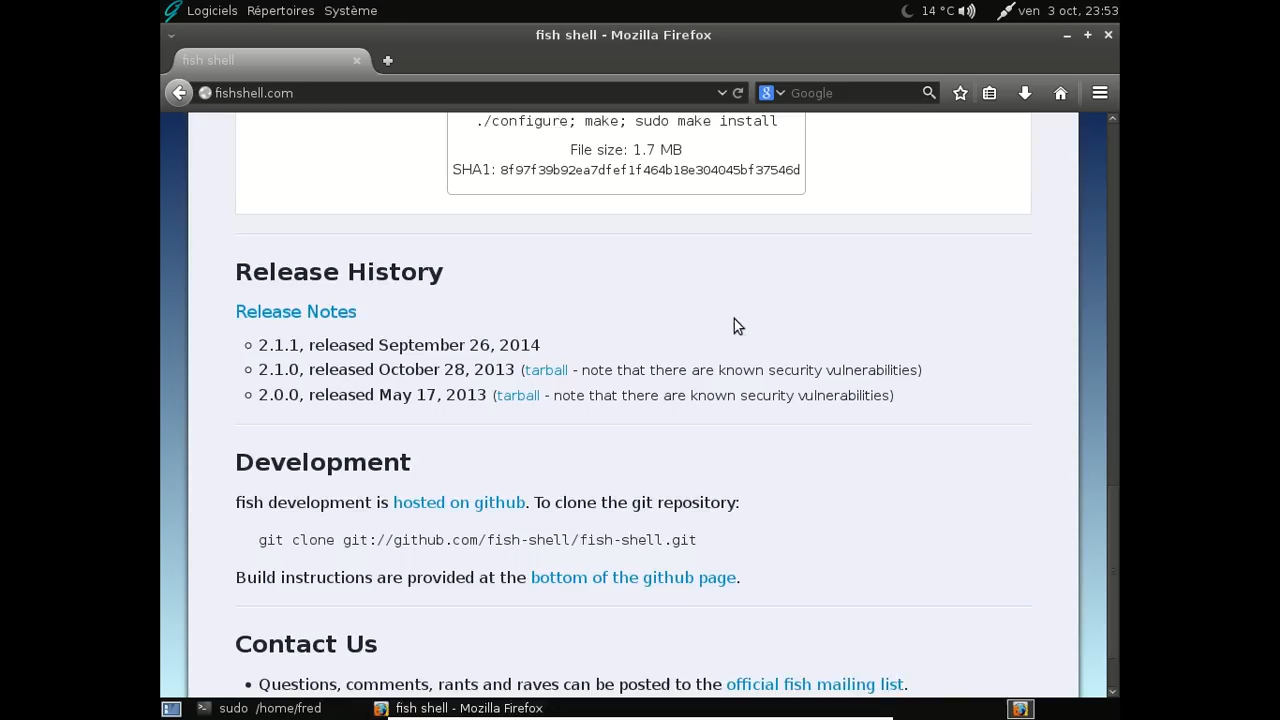 Logiciels Répertoires Système 14 °C ven 3 oct, 23:53
fish shell - Mozilla Firefox
fish shell
fishshell.com Google
./configure; make; sudo make install
File size: 1.7 MB
SHA1: 8f97f39b92ea7dfef1f464b18e304045bf37546d
Release History
Release Notes
2.1.1, released September 26, 2014
2.1.0, released October 28, 2013 (tarball - note that there are known security vulnerabilities)
2.0.0, released May 17, 2013 (tarball - note that there are known security vulnerabilities)
Development
fish development is hosted on github. To clone the git repository:
git clone git://github.com/fish-shell/fish-shell.git
Build instructions are provided at the bottom of the github page.
Contact Us
• Questions, comments, rants and raves can be posted to the official fish mailing list.
sudo /home/fred fish shell - Mozilla Firefox